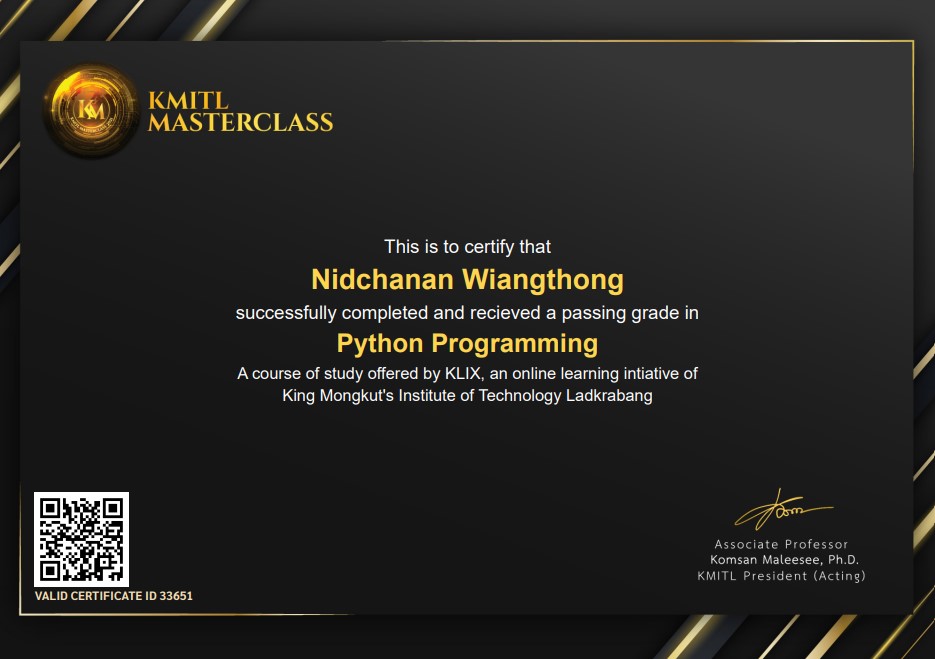 KM
KMITL
MASTERCLASS
This is to certify that
Nidchanan Wiangthong
successfully completed and recieved a passing grade in
Python Programming
A course of study offered by KLIX, an online learning intiative of
King Mongkut's Institute of Technology Ladkrabang
VALID CERTIFICATE ID 33651
Associate Professor
Komsan Maleesee, Ph.D.
KMITL President (Acting)